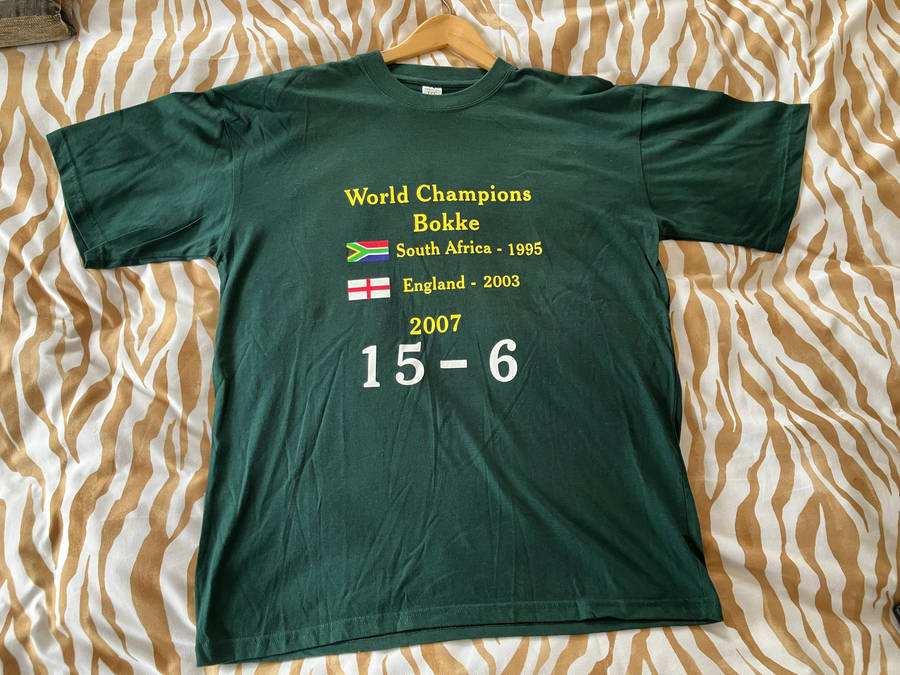 World Champions
Bokke
South Africa - 1995
England - 2003
2007
15 - 6